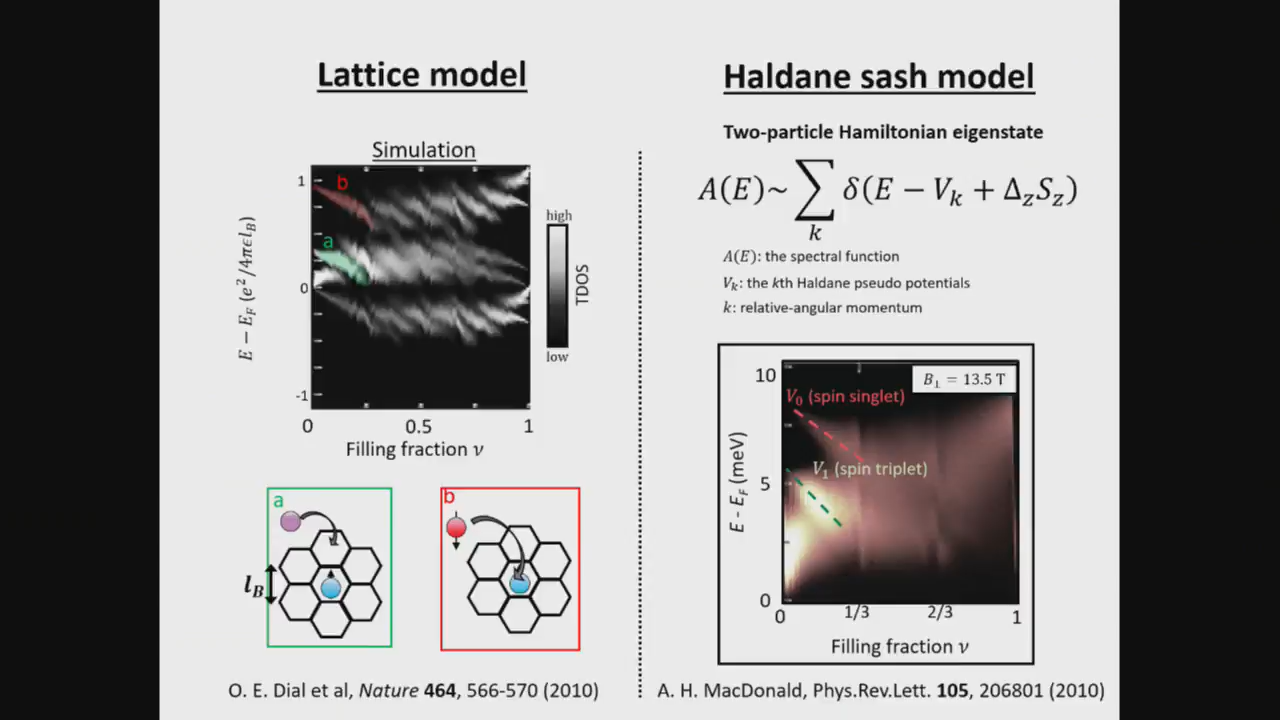 Lattice model
Simulation
b
a
1
0
-1
E − E_F (e²/4πεl_B)
0 0.5 1
Filling fraction ν
high
TDOS
low
a
l_B
b
O. E. Dial et al, Nature 464, 566-570 (2010)
Haldane sash model
Two-particle Hamiltonian eigenstate
A(E)~ ∑_k δ(E − V_k + Δ_zS_z)
A(E): the spectral function
V_k: the kth Haldane pseudo potentials
k: relative-angular momentum
B⊥ = 13.5 T
V_0 (spin singlet)
V_1 (spin triplet)
10
5
0
E - E_F (meV)
0 1/3 2/3 1
Filling fraction ν
A. H. MacDonald, Phys.Rev.Lett. 105, 206801 (2010)